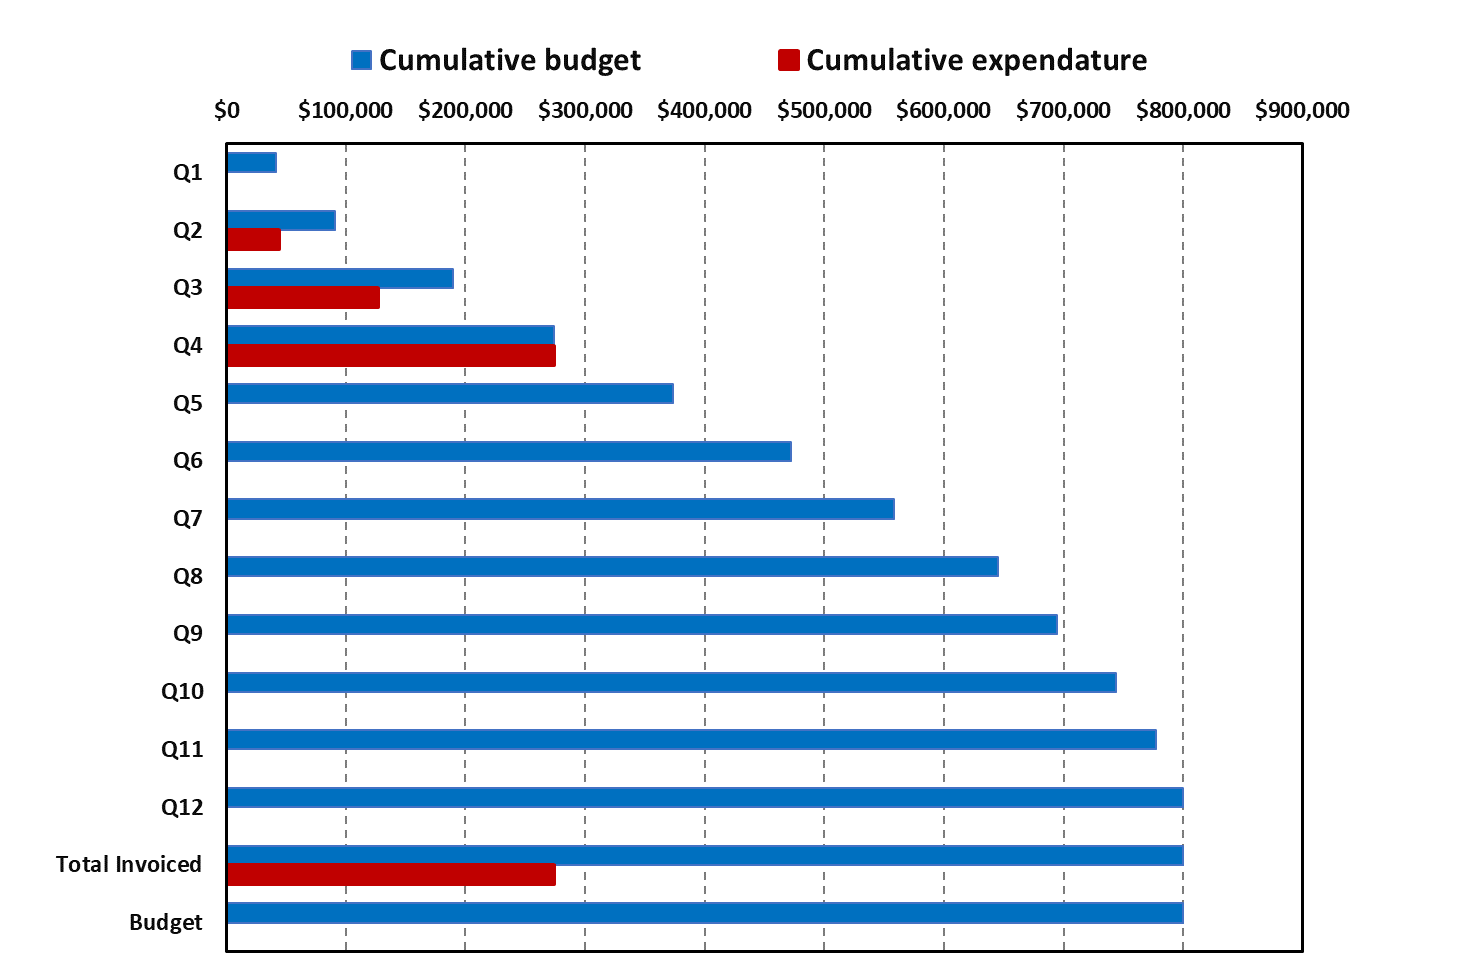 Cumulative budget Cumulative expendature
$0 $100,000 $200,000 $300,000 $400,000 $500,000 $600,000 $700,000 $800,000 $900,000
Q1
Q2
Q3
Q4
Q5
Q6
Q7
Q8
Q9
Q10
Q11
Q12
Total Invoiced
Budget